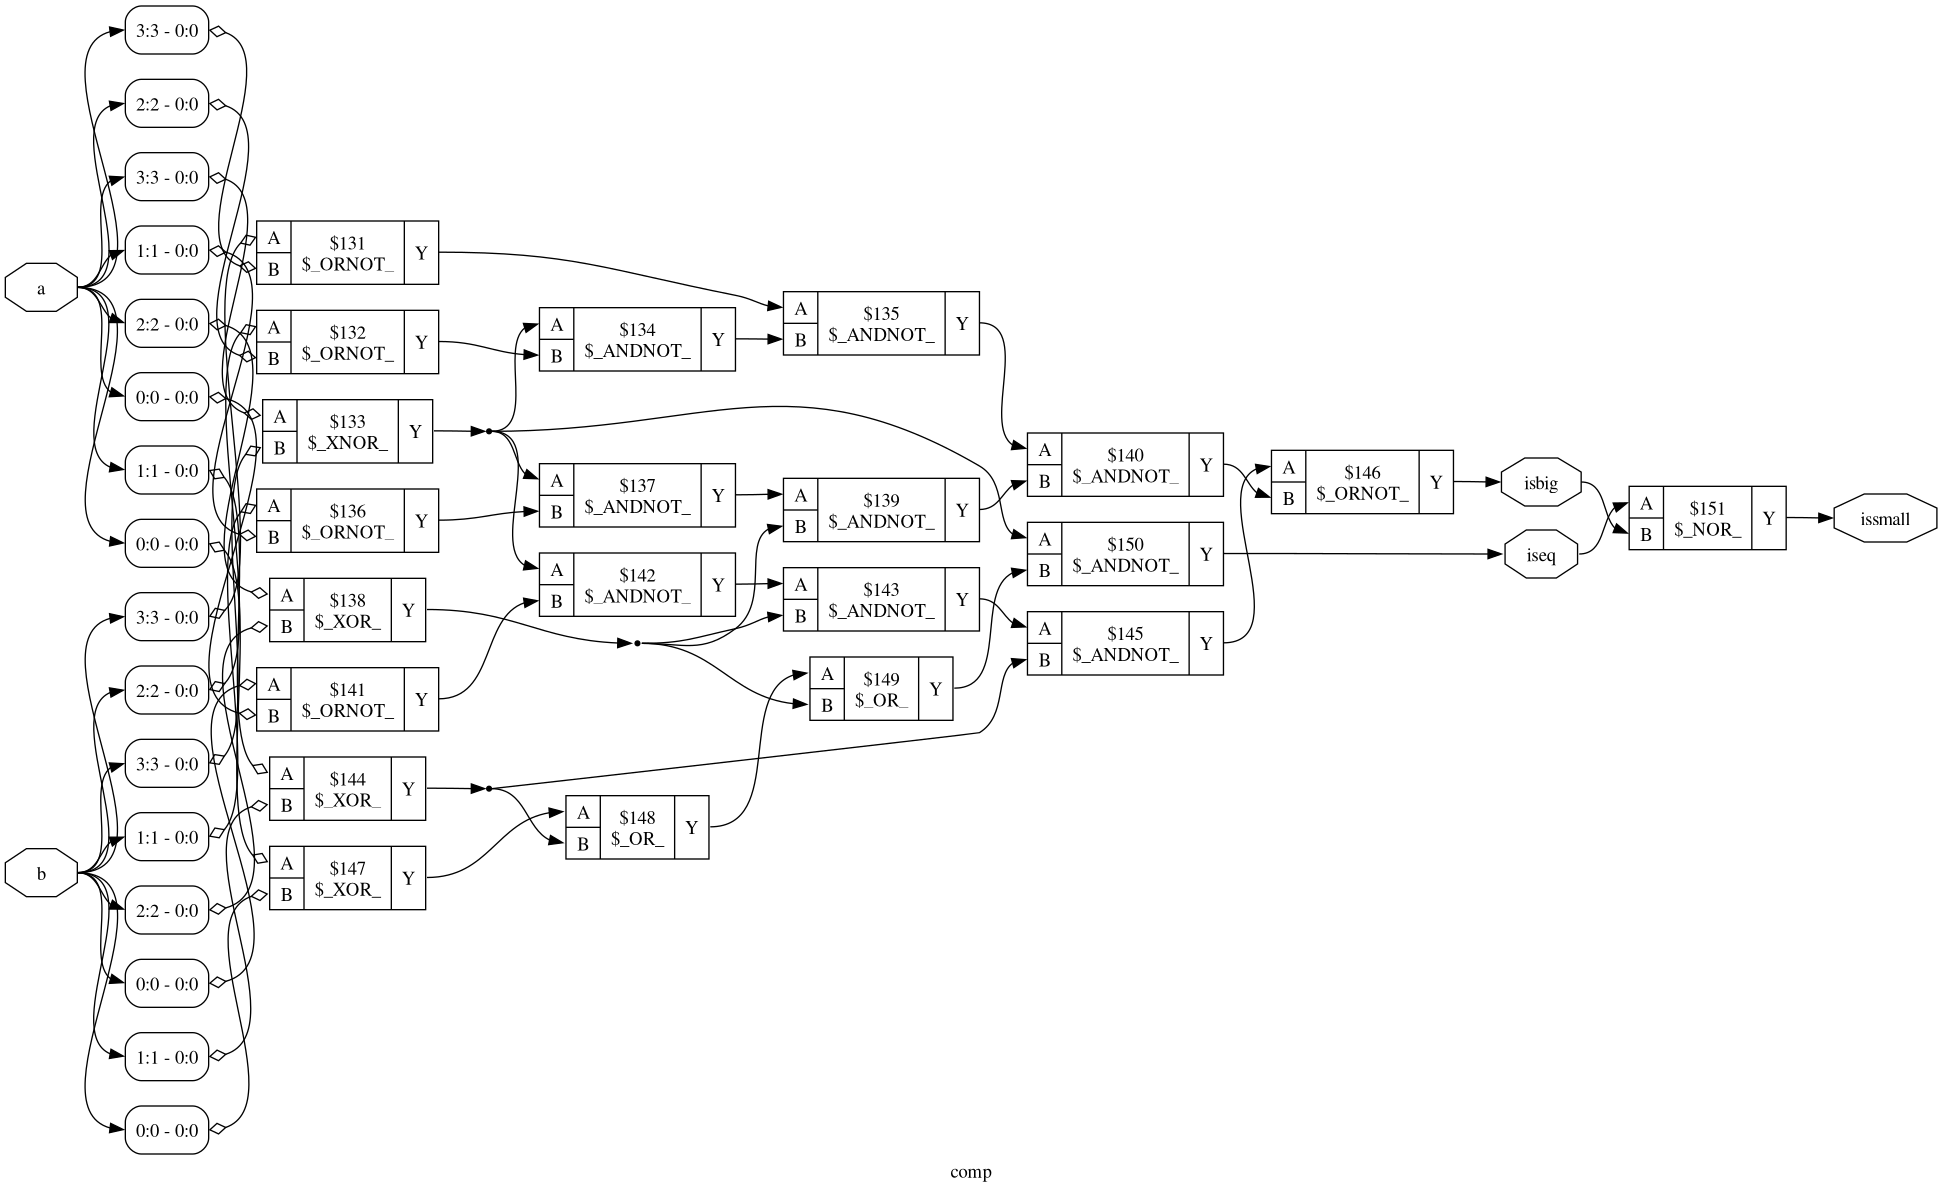 a
b
3:3 - 0:0
2:2 - 0:0
3:3 - 0:0
1:1 - 0:0
2:2 - 0:0
0:0 - 0:0
1:1 - 0:0
0:0 - 0:0
3:3 - 0:0
2:2 - 0:0
3:3 - 0:0
1:1 - 0:0
2:2 - 0:0
0:0 - 0:0
1:1 - 0:0
0:0 - 0:0
A
B
$131
$_ORNOT_
Y
A
B
$132
$_ORNOT_
Y
A
B
$133
$_XNOR_
Y
A
B
$136
$_ORNOT_
Y
A
B
$138
$_XOR_
Y
A
B
$141
$_ORNOT_
Y
A
B
$144
$_XOR_
Y
A
B
$147
$_XOR_
Y
A
B
$134
$_ANDNOT_
Y
A
B
$137
$_ANDNOT_
Y
A
B
$142
$_ANDNOT_
Y
A
B
$148
$_OR_
Y
A
B
$135
$_ANDNOT_
Y
A
B
$139
$_ANDNOT_
Y
A
B
$143
$_ANDNOT_
Y
A
B
$149
$_OR_
Y
A
B
$140
$_ANDNOT_
Y
A
B
$150
$_ANDNOT_
Y
A
B
$145
$_ANDNOT_
Y
A
B
$146
$_ORNOT_
Y
isbig
iseq
A
B
$151
$_NOR_
Y
issmall
comp